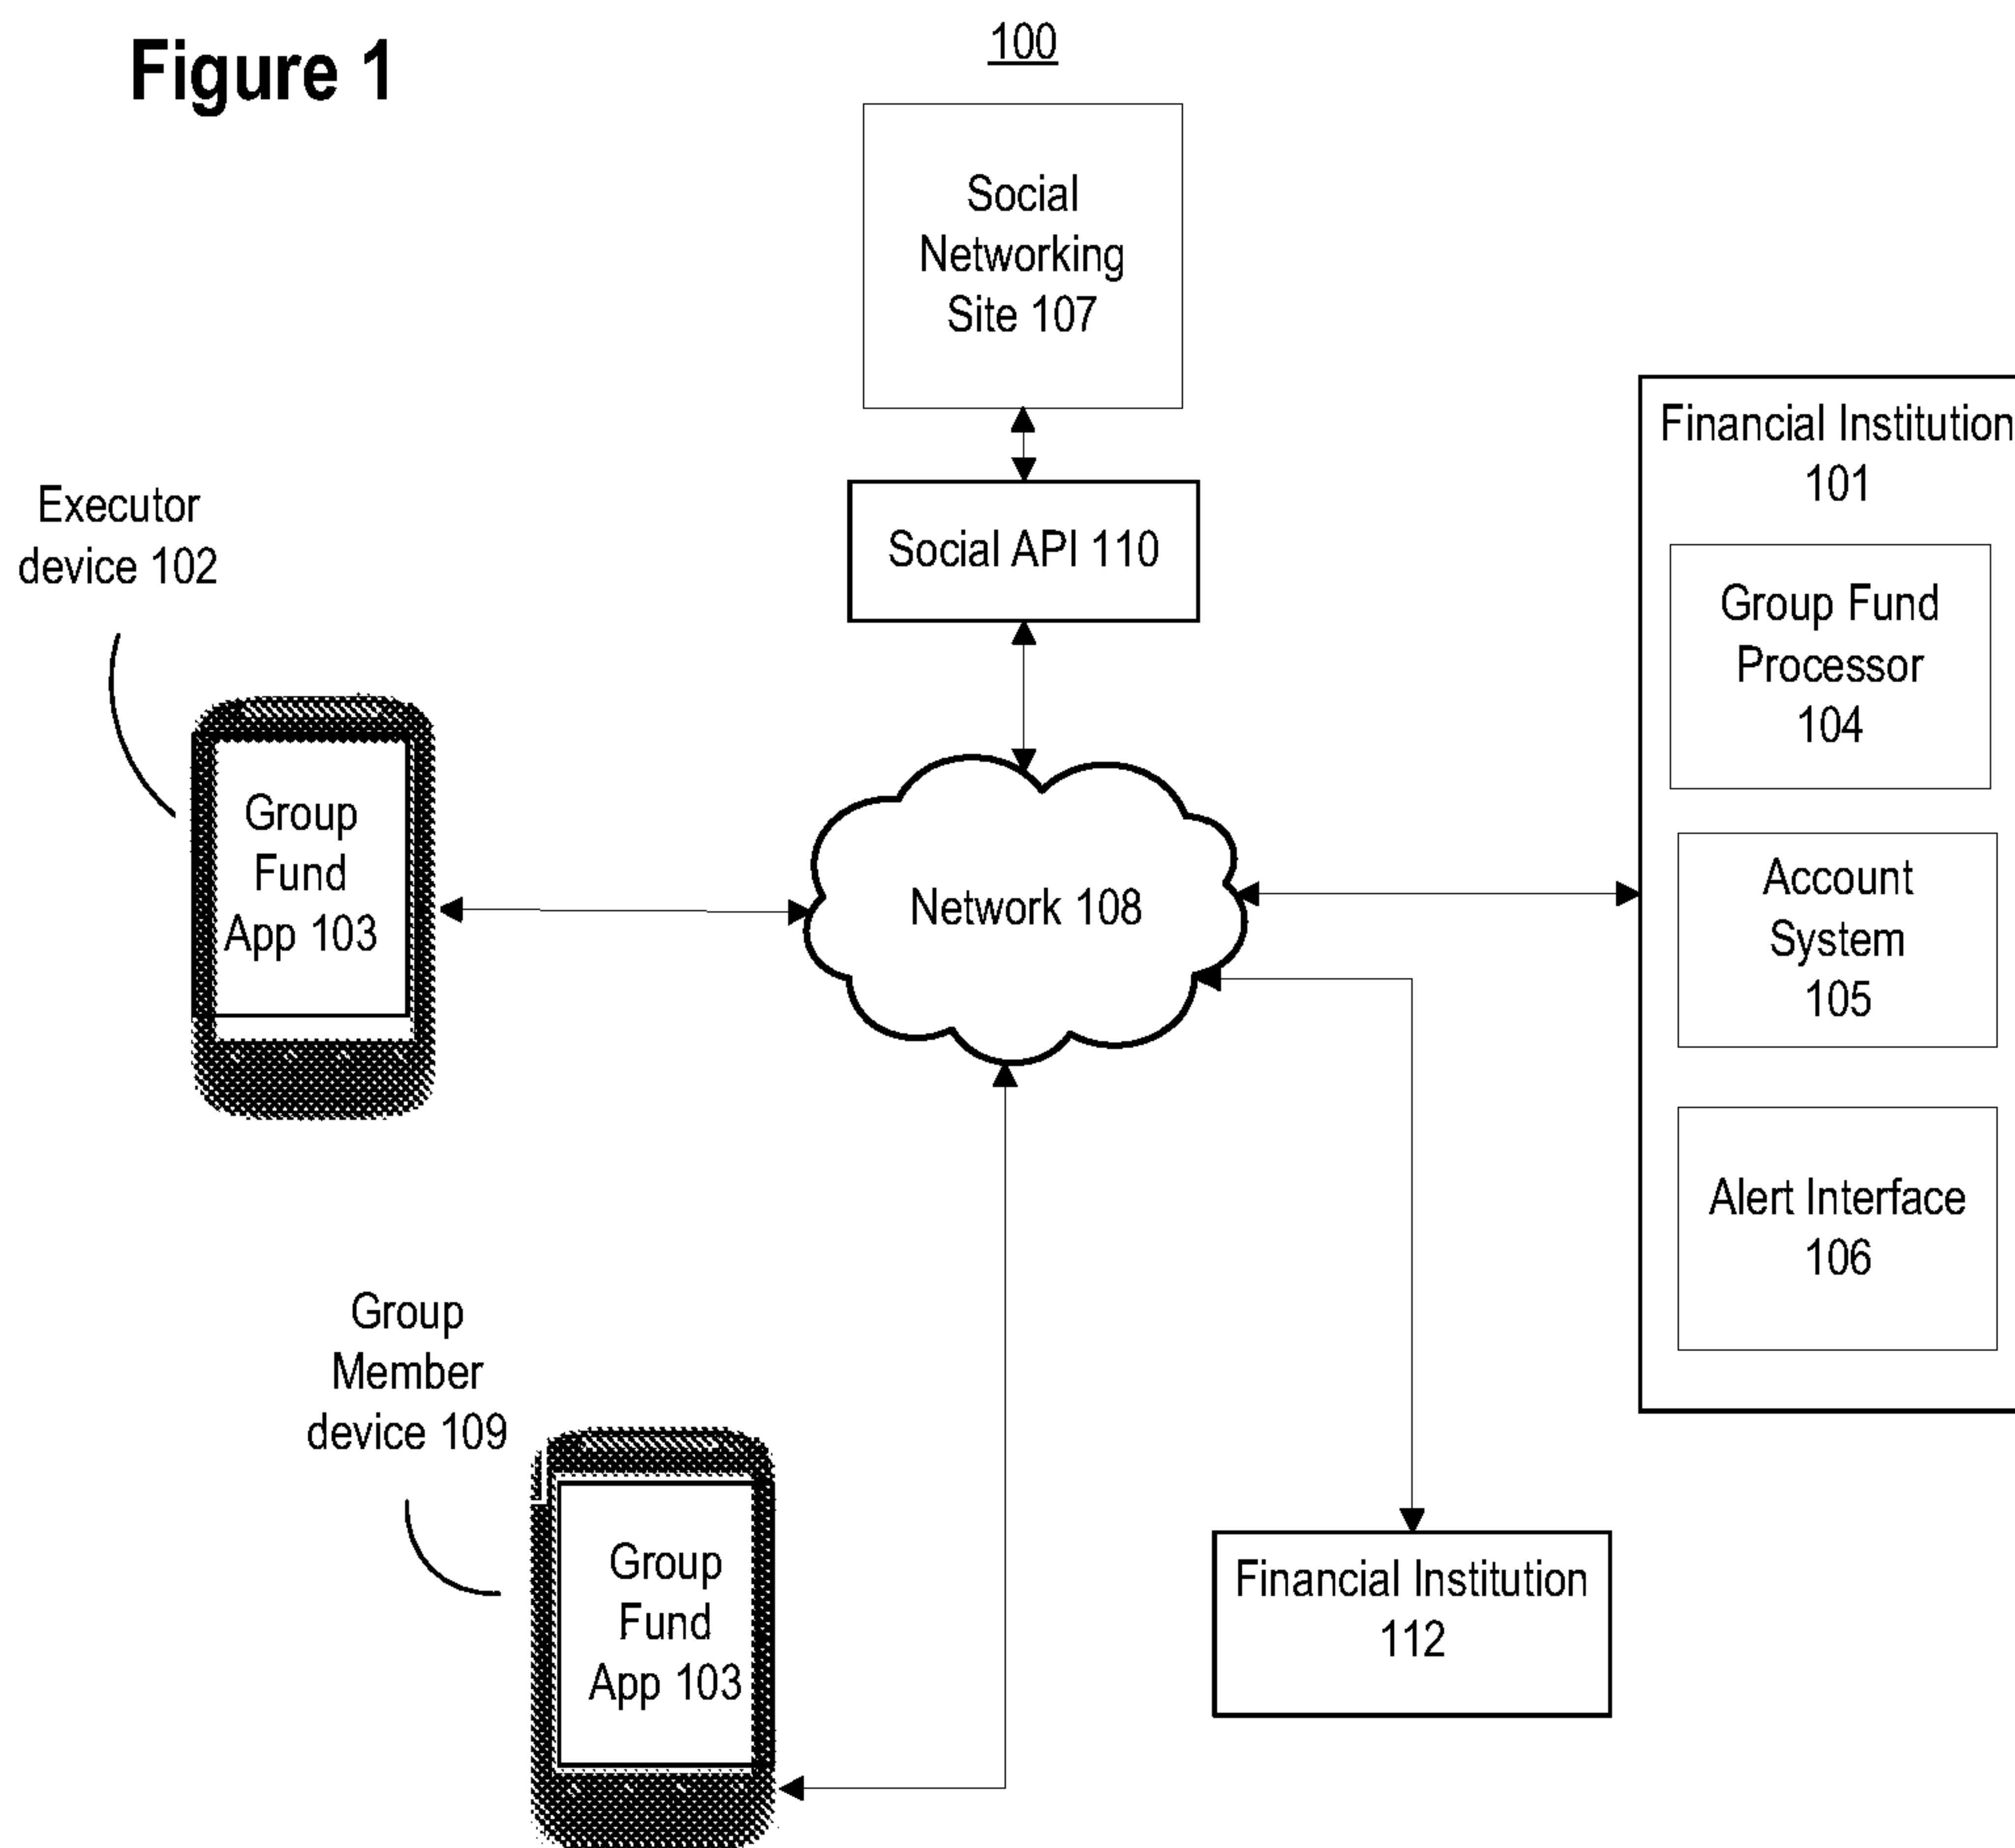 Figure 1
100
Social
Networking
Site 107
Social API 110
Executor
device 102
Group
Fund
App 103
Network 108
Financial Institution
101
Group Fund
Processor
104
Account
System
105
Alert Interface
106
Group
Member
device 109
Group
Fund
App 103
Financial Institution
112